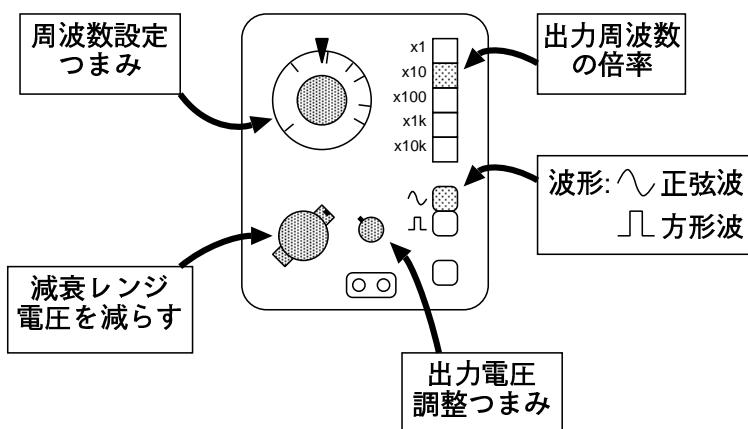 周波数設定
つまみ
x1
x10
x100
x1k
x10k
出力周波数
の倍率
波形: 正弦波
方形波
減衰レンジ
電圧を減らす
出力電圧
調整つまみ